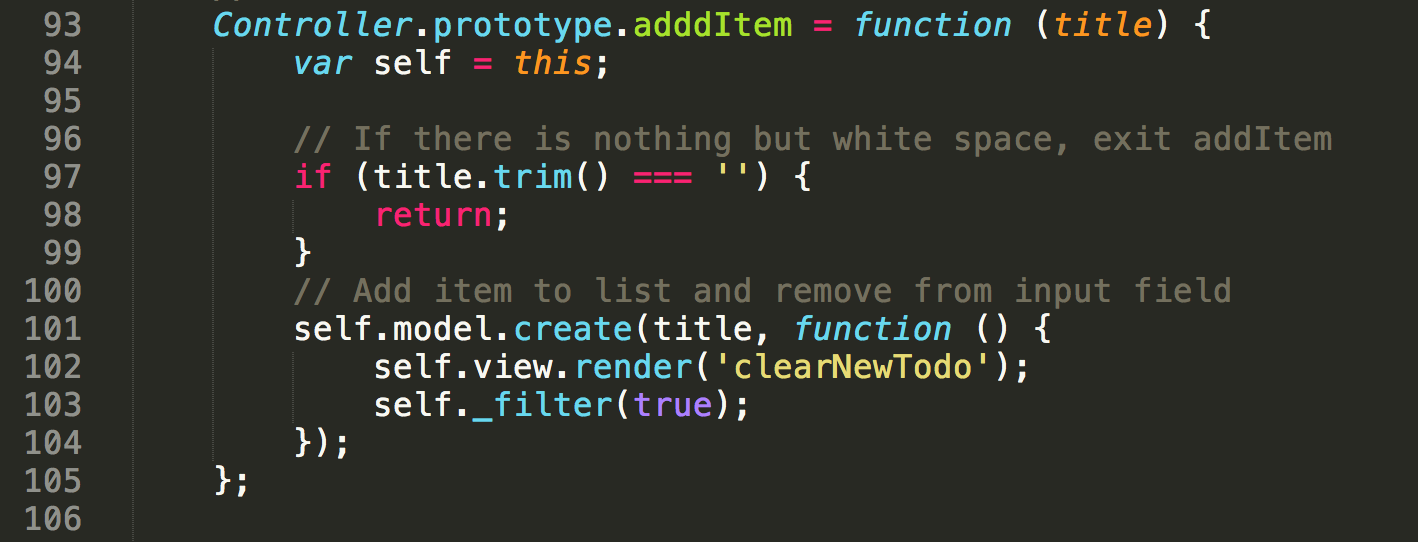 93 Controller.prototype.adddItem = function (title) {
94     var self = this;
95
96     // If there is nothing but white space, exit addItem
97     if (title.trim() === '') {
98         return;
99     }
100     // Add item to list and remove from input field
101     self.model.create(title, function () {
102         self.view.render('clearNewTodo');
103         self._filter(true);
104     });
105 };
106